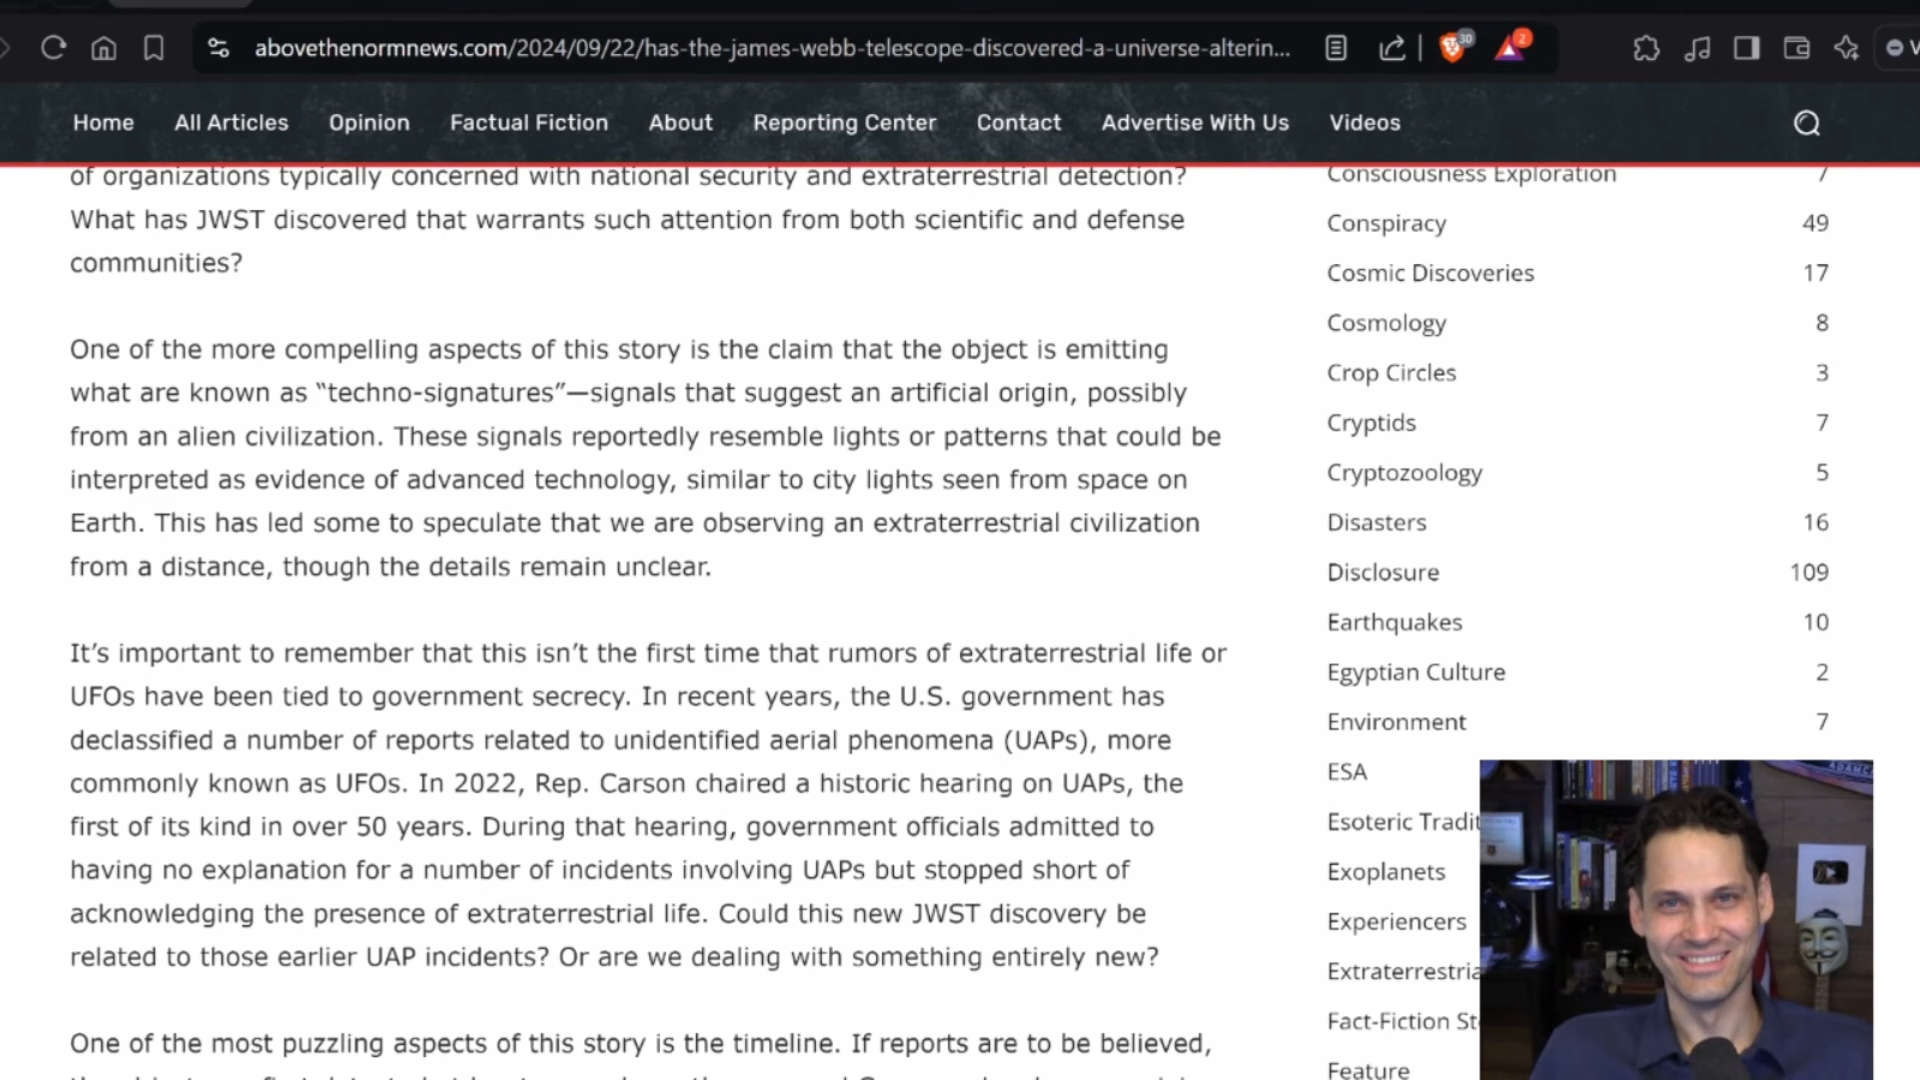 abovethenormnews.com/2024/09/22/has-the-james-webb-telescope-discovered-a-universe-alterin...
30
2
Home
All Articles
Opinion
Factual Fiction
About
Reporting Center
Contact
Advertise With Us
Videos
of organizations typically concerned with national security and extraterrestrial detection?
What has JWST discovered that warrants such attention from both scientific and defense
communities?
One of the more compelling aspects of this story is the claim that the object is emitting
what are known as “techno-signatures”—signals that suggest an artificial origin, possibly
from an alien civilization. These signals reportedly resemble lights or patterns that could be
interpreted as evidence of advanced technology, similar to city lights seen from space on
Earth. This has led some to speculate that we are observing an extraterrestrial civilization
from a distance, though the details remain unclear.
It’s important to remember that this isn’t the first time that rumors of extraterrestrial life or
UFOs have been tied to government secrecy. In recent years, the U.S. government has
declassified a number of reports related to unidentified aerial phenomena (UAPs), more
commonly known as UFOs. In 2022, Rep. Carson chaired a historic hearing on UAPs, the
first of its kind in over 50 years. During that hearing, government officials admitted to
having no explanation for a number of incidents involving UAPs but stopped short of
acknowledging the presence of extraterrestrial life. Could this new JWST discovery be
related to those earlier UAP incidents? Or are we dealing with something entirely new?
One of the most puzzling aspects of this story is the timeline. If reports are to be believed,
Consciousness Exploration 7
Conspiracy 49
Cosmic Discoveries 17
Cosmology 8
Crop Circles 3
Cryptids 7
Cryptozoology 5
Disasters 16
Disclosure 109
Earthquakes 10
Egyptian Culture 2
Environment 7
ESA
Esoteric Tradit
Exoplanets
Experiencers
Extraterrestria
Fact-Fiction St
Feature